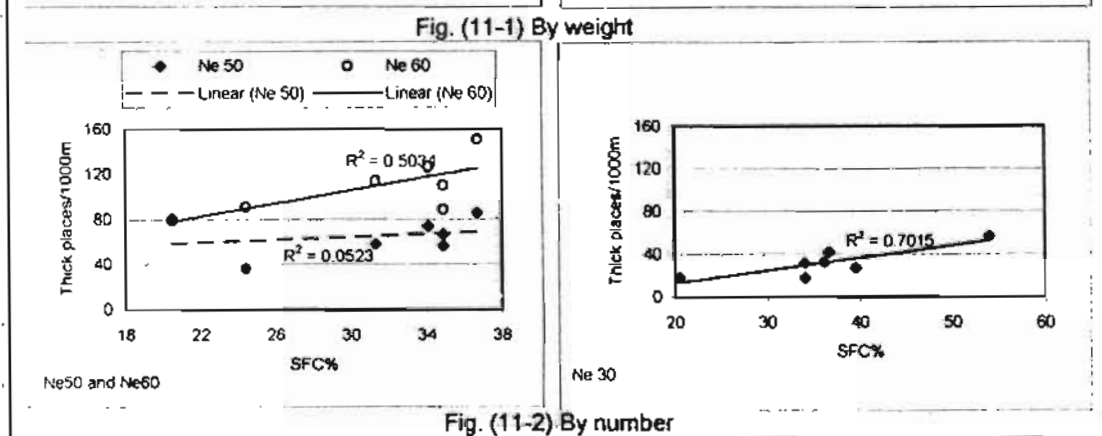 Fig. (11-1) By weight
Ne 50 Ne 60
Linear (Ne 50) Linear (Ne 60)
Thick places/1000m
160
120
80
40
0
R² = 0.5034
R² = 0.0523
18 22 26 30 34 38
SFC%
Ne50 and Ne60
Thick places/1000m
160
120
80
40
0
R² = 0.7015
20 30 40 50 60
SFC%
Ne 30
Fig. (11-2) By number